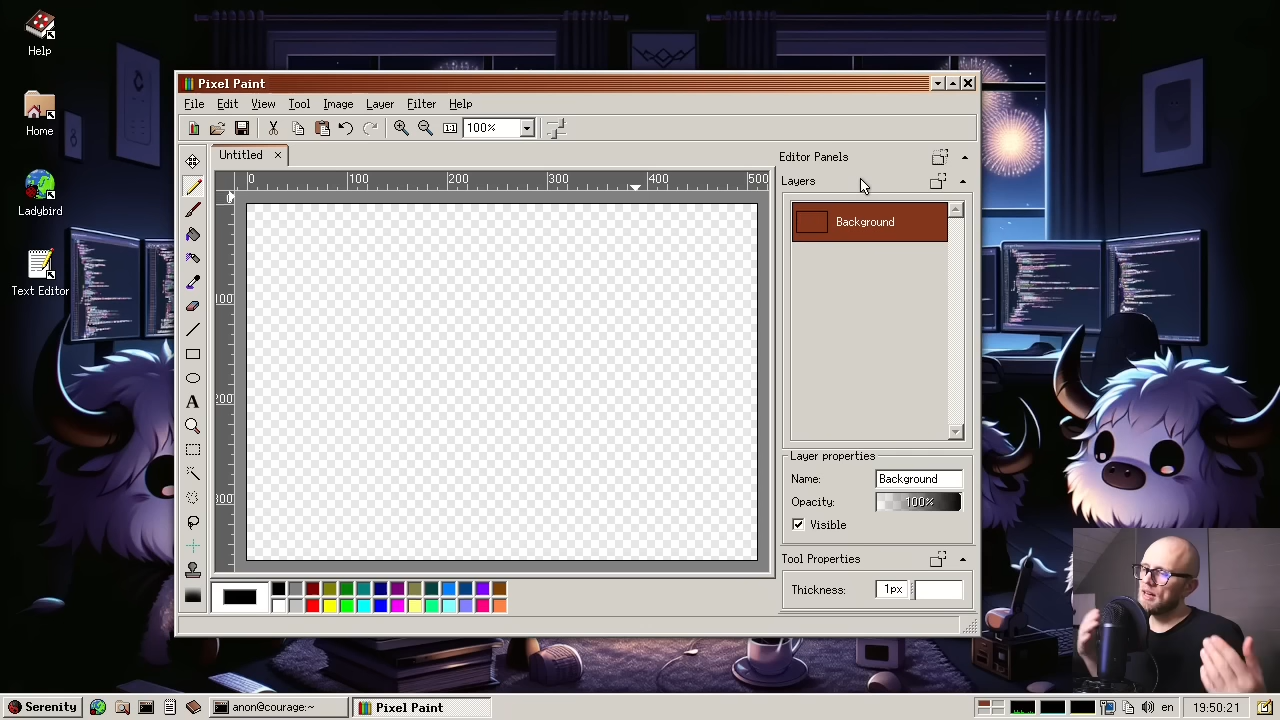 Help
Home
Ladybird
Text Editor
Pixel Paint
File Edit View Tool Image Layer Filter Help
100%
Untitled
0 100 200 300 400 500
0
100
200
300
A
Editor Panels
Layers
Background
Layer properties
Name: Background
Opacity: 100%
Visible
Tool Properties
Thickness: 1px
Serenity
anon@courage:~
Pixel Paint
en
19:50:21